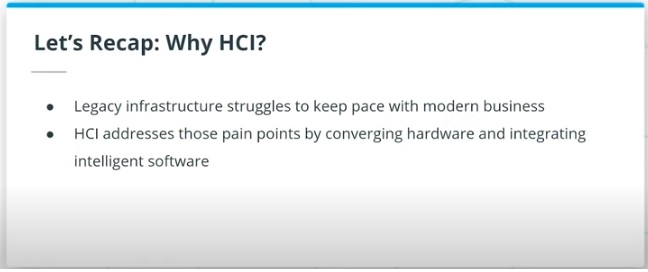 Let’s Recap: Why HCI?
● Legacy infrastructure struggles to keep pace with modern business
● HCI addresses those pain points by converging hardware and integrating
intelligent software